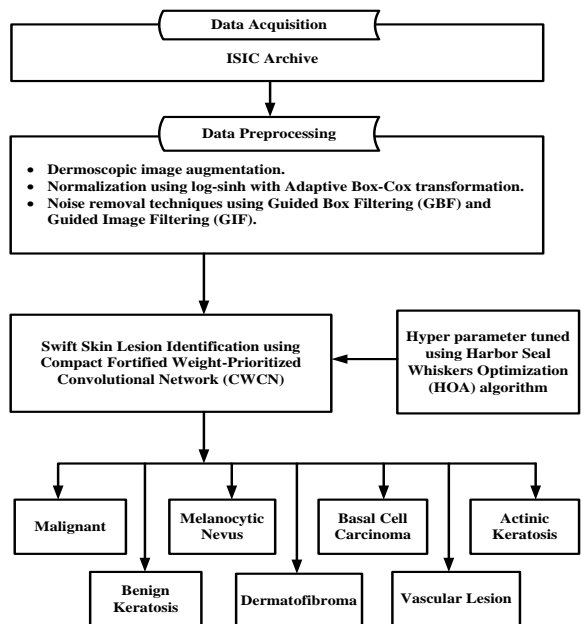 Data Acquisition
ISIC Archive
Data Preprocessing
• Dermoscopic image augmentation.
• Normalization using log-sinh with Adaptive Box-Cox transformation.
• Noise removal techniques using Guided Box Filtering (GBF) and
Guided Image Filtering (GIF).
Swift Skin Lesion Identification using
Compact Fortified Weight-Prioritized
Convolutional Network (CWCN)
Hyper parameter tuned
using Harbor Seal
Whiskers Optimization
(HOA) algorithm
Malignant
Melanocytic
Nevus
Basal Cell
Carcinoma
Actinic
Keratosis
Benign
Keratosis
Dermatofibroma
Vascular Lesion